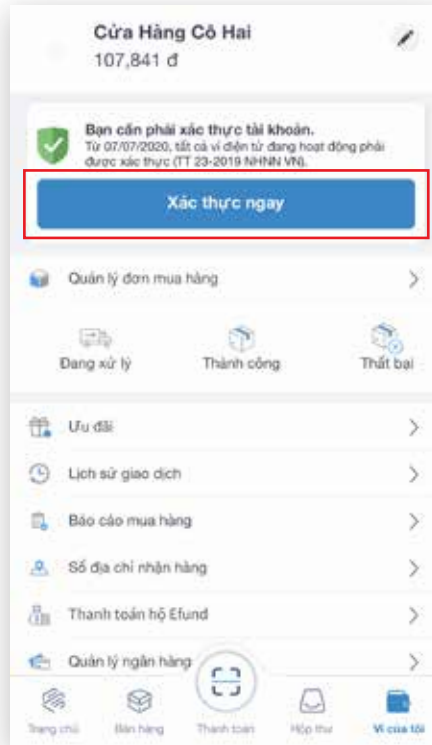 Cửa Hàng Cô Hai
107,841 đ
Bạn cần phải xác thực tài khoản.
Từ 07/07/2020, tất cả ví điện tử đang hoạt động phải
được xác thực (TT 23-2019 NHNN VN).
Xác thực ngay
Quản lý đơn mua hàng
Đang xử lý Thành công Thất bại
Ưu đãi
Lịch sử giao dịch
Báo cáo mua hàng
Sổ địa chỉ nhận hàng
Thanh toán hộ Efund
Quản lý ngân hàng
Trang chủ Bán hàng Thanh toán Hộp thư Ví của tôi